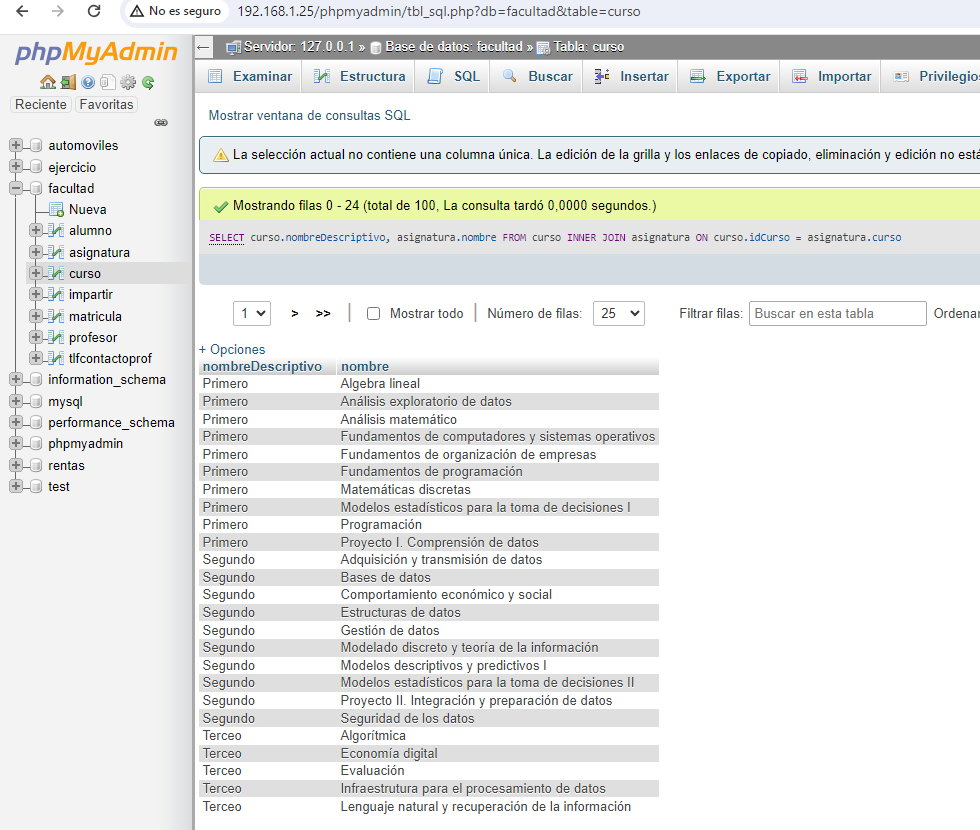 No es seguro 192.168.1.25/phpmyadmin/tbl_sql.php?db=facultad&table=curso
phpMyAdmin
Reciente Favoritas
automoviles
ejercicio
facultad
Nueva
alumno
asignatura
curso
impartir
matricula
profesor
tlfcontactoprof
information_schema
mysql
performance_schema
phpmyadmin
rentas
test
Servidor: 127.0.0.1 » Base de datos: facultad » Tabla: curso
Examinar Estructura SQL Buscar Insertar Exportar Importar Privilegio
Mostrar ventana de consultas SQL
La selección actual no contiene una columna única. La edición de la grilla y los enlaces de copiado, eliminación y edición no está
Mostrando filas 0 - 24 (total de 100, La consulta tardó 0,0000 segundos.)
SELECT curso.nombreDescriptivo, asignatura.nombre FROM curso INNER JOIN asignatura ON curso.idCurso = asignatura.curso
1 > >> | Mostrar todo | Número de filas: 25 Filtrar filas: Buscar en esta tabla Ordenar
+ Opciones
nombreDescriptivo nombre
Primero Algebra lineal
Primero Análisis exploratorio de datos
Primero Análisis matemático
Primero Fundamentos de computadores y sistemas operativos
Primero Fundamentos de organización de empresas
Primero Fundamentos de programación
Primero Matemáticas discretas
Primero Modelos estadísticos para la toma de decisiones I
Primero Programación
Primero Proyecto I. Comprensión de datos
Segundo Adquisición y transmisión de datos
Segundo Bases de datos
Segundo Comportamiento económico y social
Segundo Estructuras de datos
Segundo Gestión de datos
Segundo Modelado discreto y teoría de la información
Segundo Modelos descriptivos y predictivos I
Segundo Modelos estadísticos para la toma de decisiones II
Segundo Proyecto II. Integración y preparación de datos
Segundo Seguridad de los datos
Terceo Algorítmica
Terceo Economía digital
Terceo Evaluación
Terceo Infraestrutura para el procesamiento de datos
Terceo Lenguaje natural y recuperación de la información